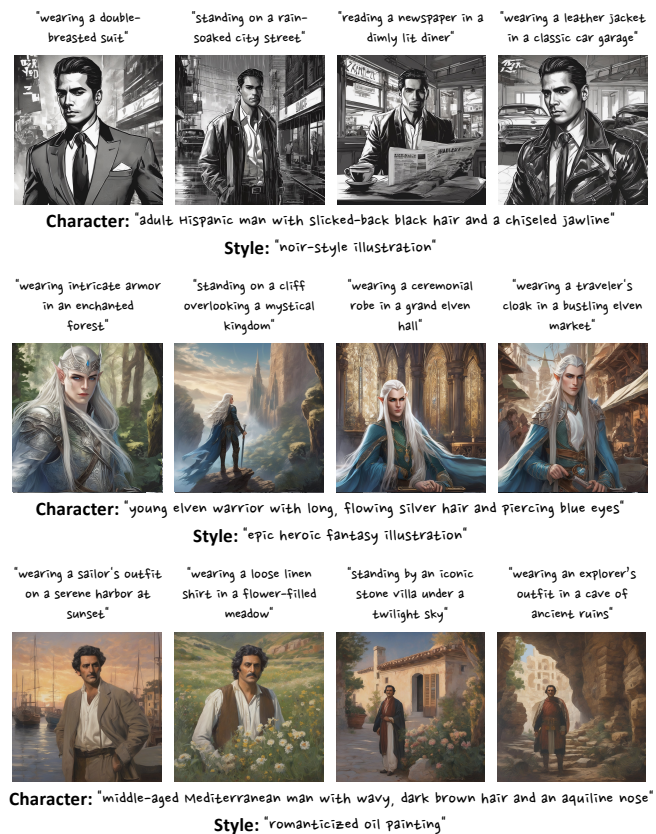 "wearing a double-
breasted suit"
"standing on a rain-
soaked city street"
"reading a newspaper in a
dimly lit diner"
"wearing a leather jacket
in a classic car garage"
Character: "adult Hispanic man with slicked-back black hair and a chiseled jawline"
Style: "noir-style illustration"
"wearing intricate armor
in an enchanted
forest"
"standing on a cliff
overlooking a mystical
kingdom"
"wearing a ceremonial
robe in a grand elven
hall"
"wearing a traveler's
cloak in a bustling elven
market"
Character: "young elven warrior with long, flowing silver hair and piercing blue eyes"
Style: "epic heroic fantasy illustration"
"wearing a sailor's outfit
on a serene harbor at
sunset"
"wearing a loose linen
shirt in a flower-filled
meadow"
"standing by an iconic
stone villa under a
twilight sky"
"wearing an explorer's
outfit in a cave of
ancient ruins"
Character: "middle-aged Mediterranean man with wavy, dark brown hair and an aquiline nose"
Style: "romanticized oil painting"